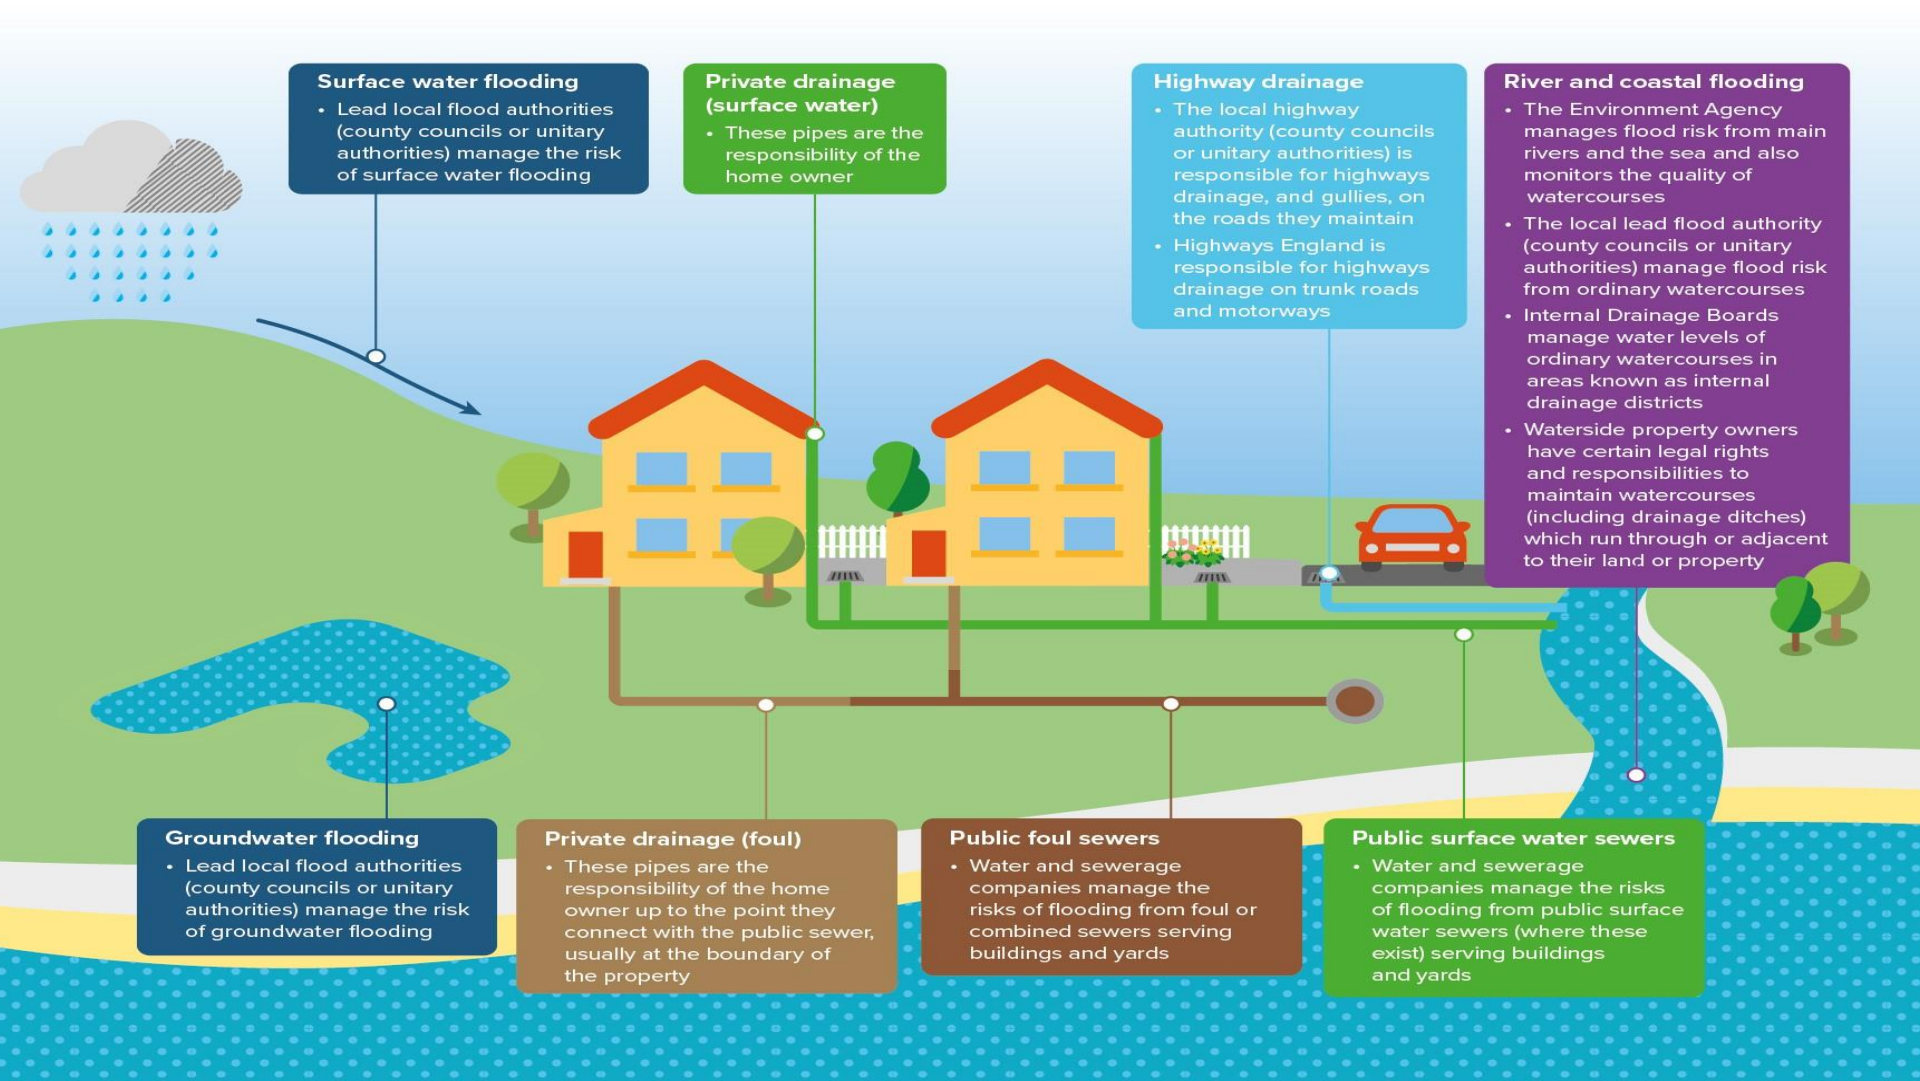 Surface water flooding
• Lead local flood authorities
(county councils or unitary
authorities) manage the risk
of surface water flooding
Private drainage
(surface water)
• These pipes are the
responsibility of the
home owner
Highway drainage
• The local highway
authority (county councils
or unitary authorities) is
responsible for highways
drainage, and gullies, on
the roads they maintain
• Highways England is
responsible for highways
drainage on trunk roads
and motorways
River and coastal flooding
• The Environment Agency
manages flood risk from main
rivers and the sea and also
monitors the quality of
watercourses
• The local lead flood authority
(county councils or unitary
authorities) manage flood risk
from ordinary watercourses
• Internal Drainage Boards
manage water levels of
ordinary watercourses in
areas known as internal
drainage districts
• Waterside property owners
have certain legal rights
and responsibilities to
maintain watercourses
(including drainage ditches)
which run through or adjacent
to their land or property
Groundwater flooding
• Lead local flood authorities
(county councils or unitary
authorities) manage the risk
of groundwater flooding
Private drainage (foul)
• These pipes are the
responsibility of the home
owner up to the point they
connect with the public sewer,
usually at the boundary of
the property
Public foul sewers
• Water and sewerage
companies manage the
risks of flooding from foul or
combined sewers serving
buildings and yards
Public surface water sewers
• Water and sewerage
companies manage the risks
of flooding from public surface
water sewers (where these
exist) serving buildings
and yards